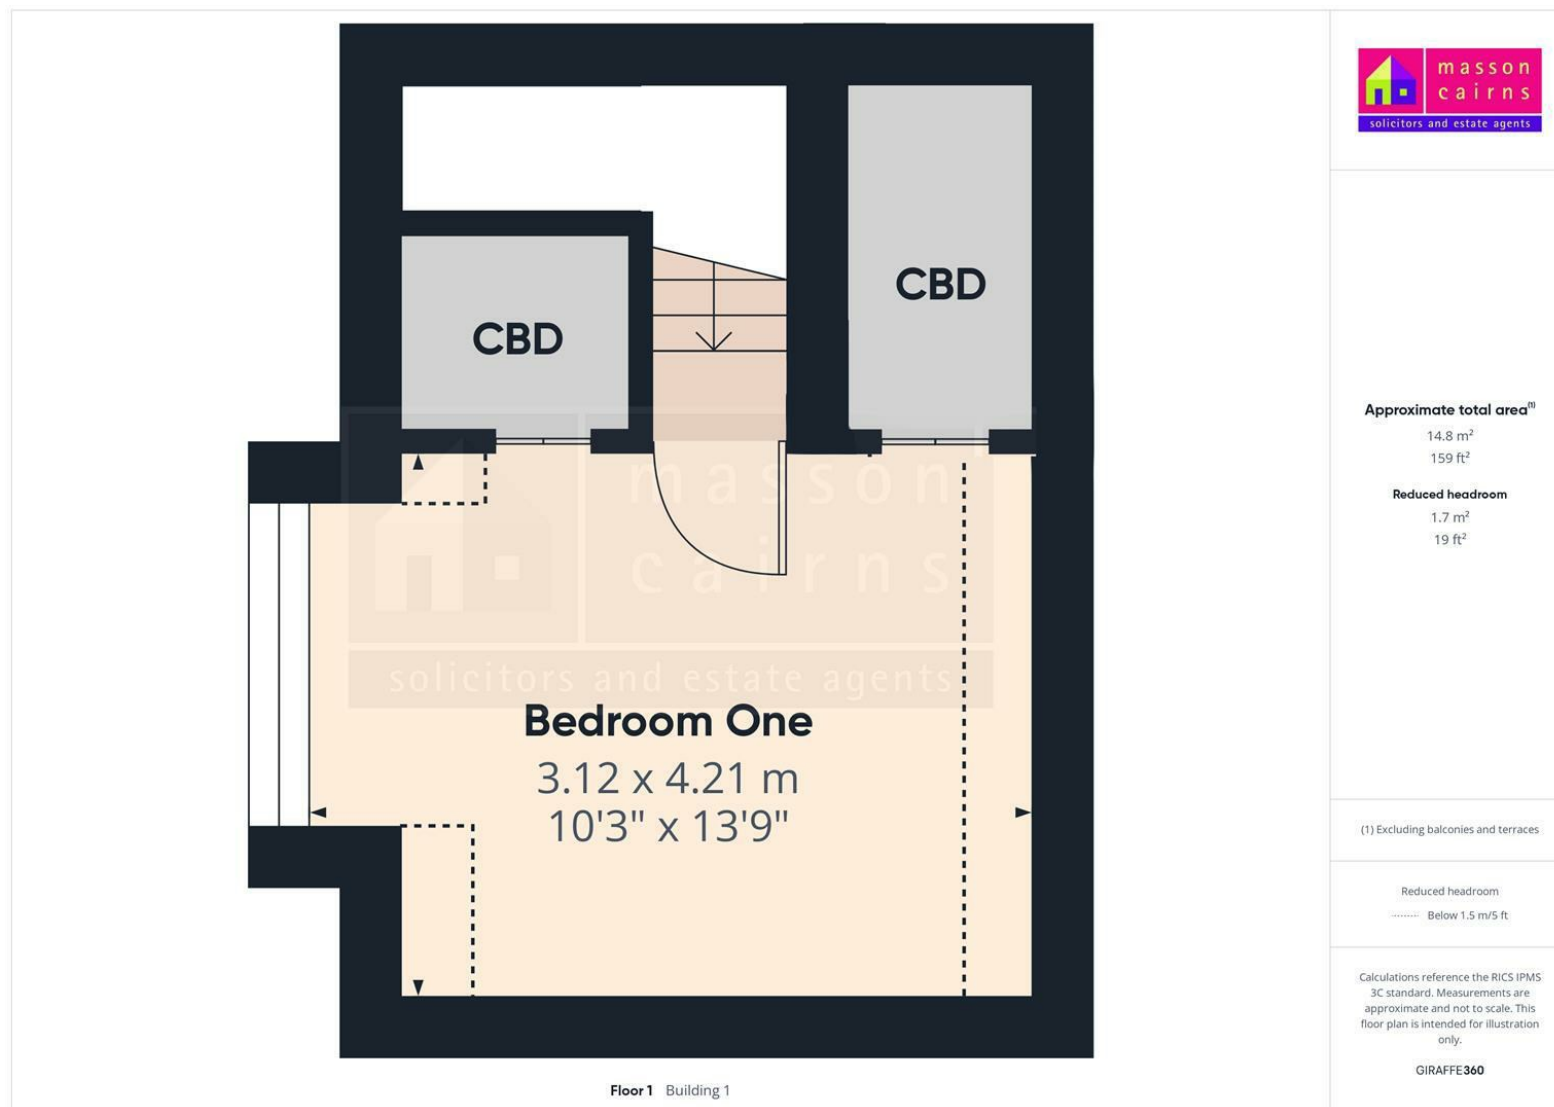 CBD
CBD
masson
cairns
solicitors and estate agents
Bedroom One
3.12 x 4.21 m
10'3" x 13'9"
Floor 1 Building 1
masson
cairns
solicitors and estate agents
Approximate total area(1)
14.8 m²
159 ft²
Reduced headroom
1.7 m²
19 ft²
(1) Excluding balconies and terraces
Reduced headroom
Below 1.5 m/5 ft
Calculations reference the RICS IPMS
3C standard. Measurements are
approximate and not to scale. This
floor plan is intended for illustration
only.
GIRAFFE360